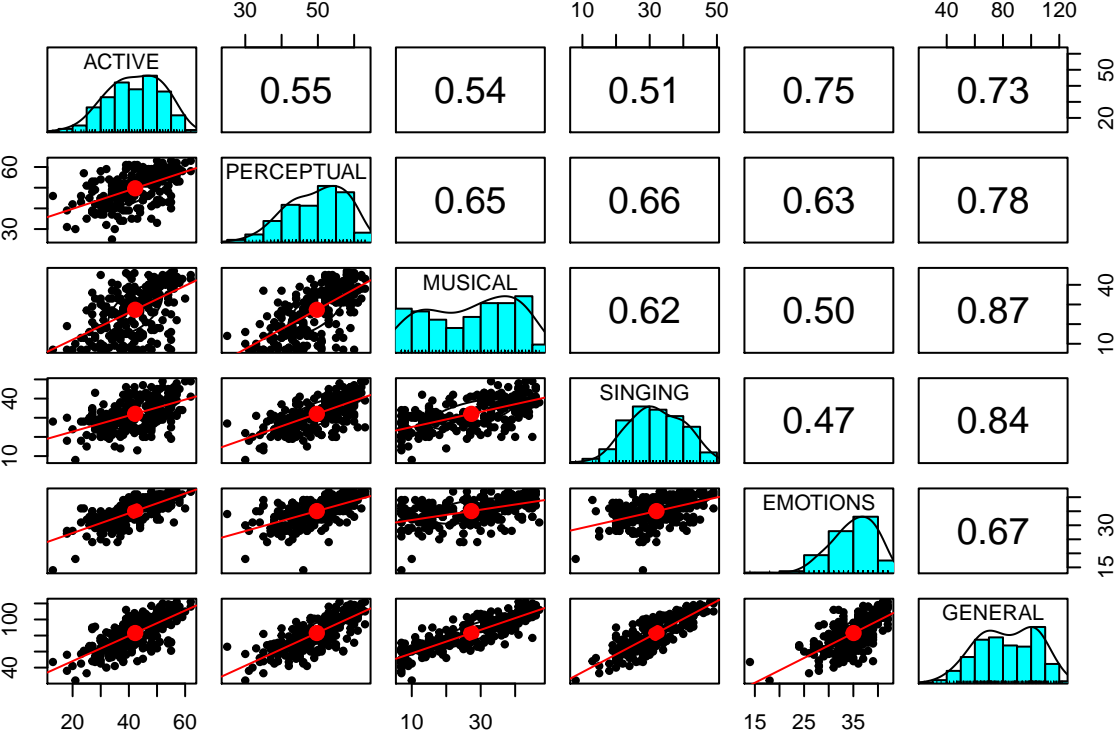 30 50 10 30 50 40 80 120
ACTIVE 0.55 0.54 0.51 0.75 0.73 20 50
60 30 PERCEPTUAL 0.65 0.66 0.63 0.78
MUSICAL 0.62 0.50 0.87 10 40
40 10 SINGING 0.47 0.84
EMOTIONS 0.67 15 30
100 40 GENERAL
20 40 60 10 30 15 25 35